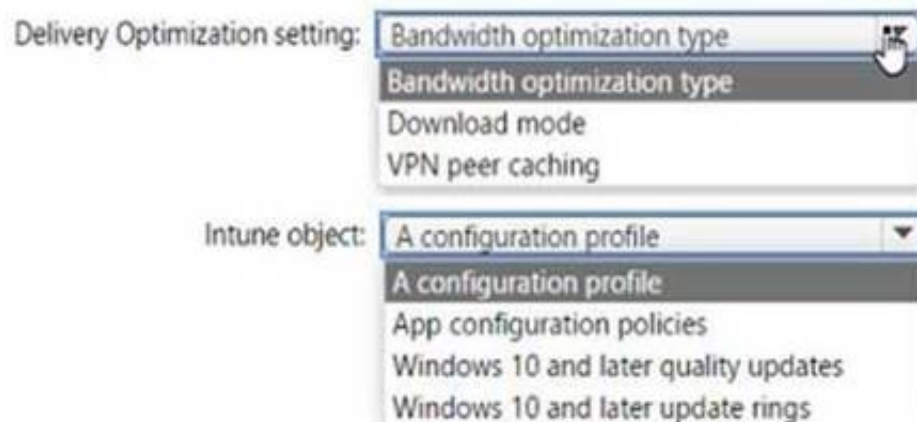 Delivery Optimization setting: Bandwidth optimization type
Bandwidth optimization type
Download mode
VPN peer caching
Intune object: A configuration profile
A configuration profile
App configuration policies
Windows 10 and later quality updates
Windows 10 and later update rings